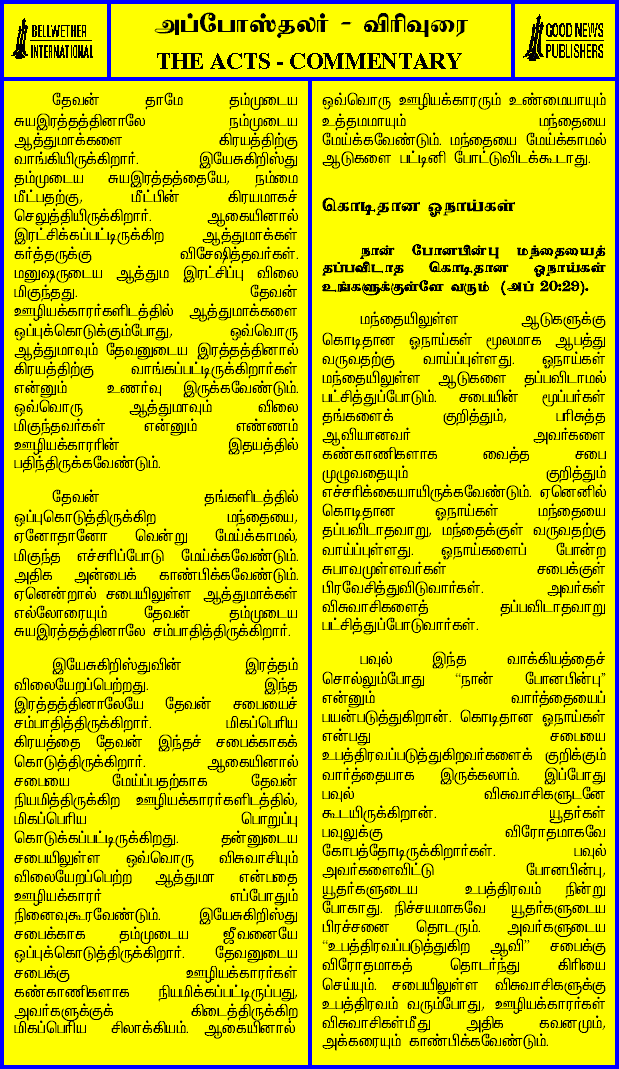 BELLWETHER
INTERNATIONAL
அப்போஸ்தலர் - விரிவுரை
THE ACTS - COMMENTARY
GOOD NEWS
PUBLISHERS
தேவன் தாமே தம்முடைய
சுயஇரத்தத்தினாலே நம்முடைய
ஆத்துமாக்களை கிரயத்திற்கு
வாங்கியிருக்கிறார். இயேசுகிறிஸ்து
தம்முடைய சுயஇரத்தத்தையே, நம்மை
மீட்பதற்கு, மீட்பின் கிரயமாகச்
செலுத்தியிருக்கிறார். ஆகையினால்
இரட்சிக்கப்பட்டிருக்கிற ஆத்துமாக்கள்
கர்த்தருக்கு விசேஷித்தவர்கள்.
மனுஷருடைய ஆத்தும இரட்சிப்பு விலை
மிகுந்தது. தேவன்
ஊழியக்காரர்களிடத்தில் ஆத்துமாக்களை
ஒப்புக்கொடுக்கும்போது, ஒவ்வொரு
ஆத்துமாவும் தேவனுடைய இரத்தத்தினால்
கிரயத்திற்கு வாங்கப்பட்டிருக்கிறார்கள்
என்னும் உணர்வு இருக்கவேண்டும்.
ஒவ்வொரு ஆத்துமாவும் விலை
மிகுந்தவர்கள் என்னும் எண்ணம்
ஊழியக்காரரின் இதயத்தில்
பதிந்திருக்கவேண்டும்.
தேவன் தங்களிடத்தில்
ஒப்புகொடுத்திருக்கிற மந்தையை,
ஏனோதானோ வென்று மேய்க்காமல்,
மிகுந்த எச்சரிப்போடு மேய்க்கவேண்டும்.
அதிக அன்பைக் காண்பிக்கவேண்டும்.
ஏனென்றால் சபையிலுள்ள ஆத்துமாக்கள்
எல்லோரையும் தேவன் தம்முடைய
சுயஇரத்தத்தினாலே சம்பாதித்திருக்கிறார்.
இயேசுகிறிஸ்துவின் இரத்தம்
விலையேறப்பெற்றது. இந்த
இரத்தத்தினாலேயே தேவன் சபையைச்
சம்பாதித்திருக்கிறார். மிகப்பெரிய
கிரயத்தை தேவன் இந்தச் சபைக்காகக்
கொடுத்திருக்கிறார். ஆகையினால்
சபையை மேய்ப்பதற்காக தேவன்
நியமித்திருக்கிற ஊழியக்காரர்களிடத்தில்,
மிகப்பெரிய பொறுப்பு
கொடுக்கப்பட்டிருக்கிறது. தன்னுடைய
சபையிலுள்ள ஒவ்வொரு விசுவாசியும்
விலையேறப்பெற்ற ஆத்துமா என்பதை
ஊழியக்காரர் எப்போதும்
நினைவுகூரவேண்டும். இயேசுகிறிஸ்து
சபைக்காக தம்முடைய ஜீவனையே
ஒப்புக்கொடுத்திருக்கிறார். தேவனுடைய
சபைக்கு ஊழியக்காரர்கள்
கண்காணிகளாக நியமிக்கப்பட்டிருப்பது,
அவர்களுக்குக் கிடைத்திருக்கிற
மிகப்பெரிய சிலாக்கியம். ஆகையினால்
ஒவ்வொரு ஊழியக்காரரும் உண்மையாயும்
உத்தமமாயும் மந்தையை
மேய்க்கவேண்டும். மந்தையை மேய்க்காமல்
ஆடுகளை பட்டினி போட்டுவிடக்கூடாது.
கொடிதான ஓநாய்கள்
நான் போனபின்பு மந்தையைத்
தப்பவிடாத கொடிதான ஓநாய்கள்
உங்களுக்குள்ளே வரும் (அப் 20:29).
மந்தையிலுள்ள ஆடுகளுக்கு
கொடிதான ஓநாய்கள் மூலமாக ஆபத்து
வருவதற்கு வாய்ப்புள்ளது. ஓநாய்கள்
மந்தையிலுள்ள ஆடுகளை தப்பவிடாமல்
பட்சித்துப்போடும். சபையின் மூப்பர்கள்
தங்களைக் குறித்தும், பரிசுத்த
ஆவியானவர் அவர்களை
கண்காணிகளாக வைத்த சபை
முழுவதையும் குறித்தும்
எச்சரிக்கையாயிருக்கவேண்டும். ஏனெனில்
கொடிதான ஓநாய்கள் மந்தையை
தப்பவிடாதவாறு, மந்தைக்குள் வருவதற்கு
வாய்ப்புள்ளது. ஓநாய்களைப் போன்ற
சுபாவமுள்ளவர்கள் சபைக்குள்
பிரவேசித்துவிடுவார்கள். அவர்கள்
விசுவாசிகளைத் தப்பவிடாதவாறு
பட்சித்துப்போடுவார்கள்.
பவுல் இந்த வாக்கியத்தைச்
சொல்லும்போது "நான் போனபின்பு"
என்னும் வார்த்தையைப்
பயன்படுத்துகிறான். கொடிதான ஓநாய்கள்
என்பது சபையை
உபத்திரவப்படுத்துகிறவர்களைக் குறிக்கும்
வார்த்தையாக இருக்கலாம். இப்போது
பவுல் விசுவாசிகளுடனே
கூடயிருக்கிறான். யூதர்கள்
பவுலுக்கு விரோதமாகவே
கோபத்தோடிருக்கிறார்கள். பவுல்
அவர்களைவிட்டு போனபின்பு,
யூதர்களுடைய உபத்திரவம் நின்று
போகாது. நிச்சயமாகவே யூதர்களுடைய
பிரச்சனை தொடரும். அவர்களுடைய
"உபத்திரவப்படுத்துகிற ஆவி" சபைக்கு
விரோதமாகத் தொடர்ந்து கிரியை
செய்யும். சபையிலுள்ள விசுவாசிகளுக்கு
உபத்திரவம் வரும்போது, ஊழியக்காரர்கள்
விசுவாசிகள்மீது அதிக கவனமும்,
அக்கரையும் காண்பிக்கவேண்டும்.